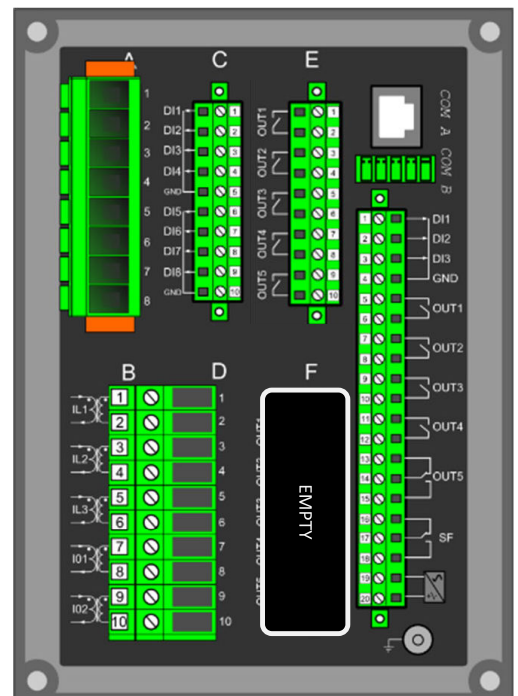 A
C
E
1
2
3
4
5
6
7
8
DI1
DI2
DI3
DI4
GND
DI5
DI6
DI7
DI8
GND
1
2
3
4
5
6
7
8
9
10
OUT1
OUT2
OUT3
OUT4
OUT5
1
2
3
4
5
6
7
8
9
10
COM A
COM B
1
2
3
4
5
6
7
8
9
10
11
12
13
14
15
16
17
18
19
20
DI1
DI2
DI3
GND
OUT1
OUT2
OUT3
OUT4
OUT5
SF
B
D
F
IL1
IL2
IL3
I01
I02
1
2
3
4
5
6
7
8
9
10
1
2
3
4
5
6
7
8
9
10
EMPTY